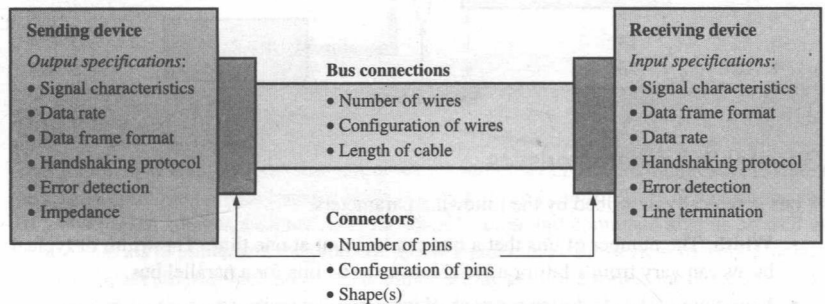 Sending device
Output specifications:
• Signal characteristics
• Data rate
• Data frame format
• Handshaking protocol
• Error detection
• Impedance
Bus connections
• Number of wires
• Configuration of wires
• Length of cable
Connectors
• Number of pins
• Configuration of pins
• Shape(s)
Receiving device
Input specifications:
• Signal characteristics
• Data frame format
• Data rate
• Handshaking protocol
• Error detection
• Line termination